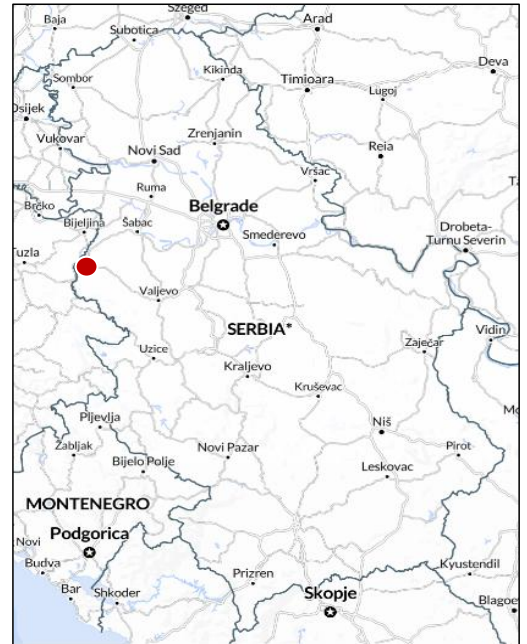 Szeged
Baja
Arad
Subotica
Deva
Kikinda
Sombor
Timioara
Lugoj
Osijek
Zrenjanin
Vukovar
Novi Sad
Reia
Vršac
Ruma
Belgrade
Brčko
Bijeljina
Šabac
Smederevo
Drobeta-
Turnu Severin
Tuzla
Valjevo
SERBIA*
Vidin
Zaječar
Uzice
Kraljevo
Kruševac
Pljevlja
Niš
Žabljak
Novi Pazar
Pirot
Bijelo Polje
Leskovac
MONTENEGRO
Podgorica
Novi
Budva
Prizren
Kyustendil
Bar
Shkoder
Skopje
Blagoe